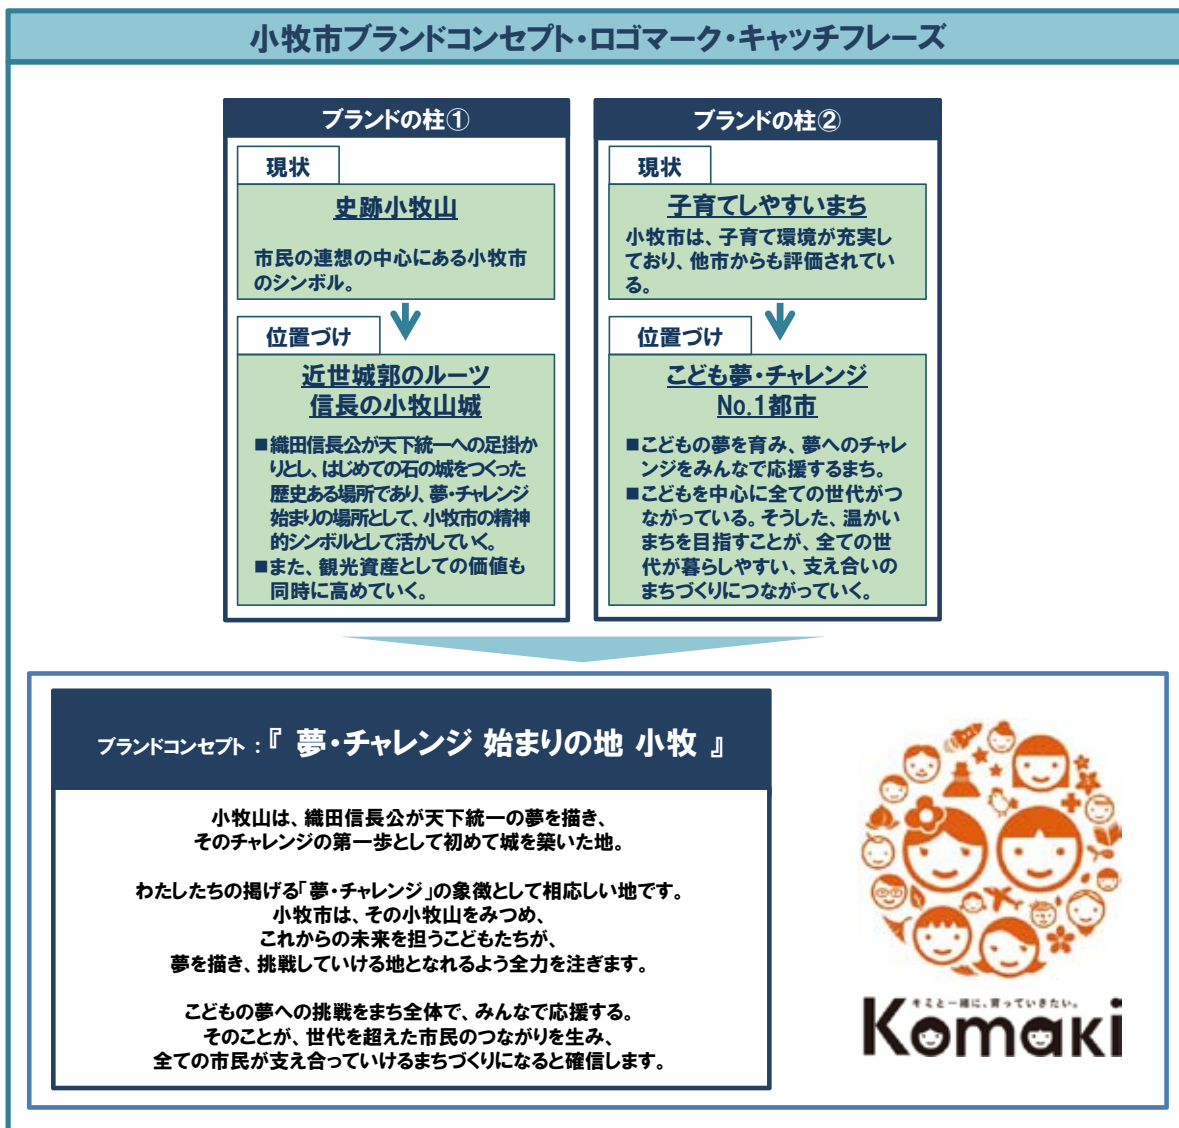 小牧市ブランドコンセプト・ロゴマーク・キャッチフレーズ
ブランドの柱①
現状
史跡小牧山
市民の連想の中心にある小牧市
のシンボル。
位置づけ
近世城郭のルーツ
信長の小牧山城
■織田信長公が天下統一への足掛か
りとし、はじめての石の城をつくった
歴史ある場所であり、夢・チャレンジ
始まりの場所として、小牧市の精神
的シンボルとして活かしていく。
■また、観光資産としての価値も
同時に高めていく。
ブランドの柱②
現状
子育てしやすいまち
小牧市は、子育て環境が充実し
ており、他市からも評価されてい
る。
位置づけ
こども夢・チャレンジ
No.1都市
■こどもの夢を育み、夢へのチャレ
ンジをみんなで応援するまち。
■こどもを中心に全ての世代がつ
ながっている。そうした、温かい
まちを目指すことが、全ての世
代が暮らしやすい、支え合いの
まちづくりにつながっていく。
ブランドコンセプト：『 夢・チャレンジ 始まりの地 小牧 』
小牧山は、織田信長公が天下統一の夢を描き、
そのチャレンジの第一歩として初めて城を築いた地。
わたしたちの掲げる「夢・チャレンジ」の象徴として相応しい地です。
小牧市は、その小牧山をみつめ、
これからの未来を担うこどもたちが、
夢を描き、挑戦していける地となれるよう全力を注ぎます。
こどもの夢への挑戦をまち全体で、みんなで応援する。
そのことが、世代を超えた市民のつながりを生み、
全ての市民が支え合っていけるまちづくりになると確信します。
キミと一緒に、育っていきたい。
Komaki